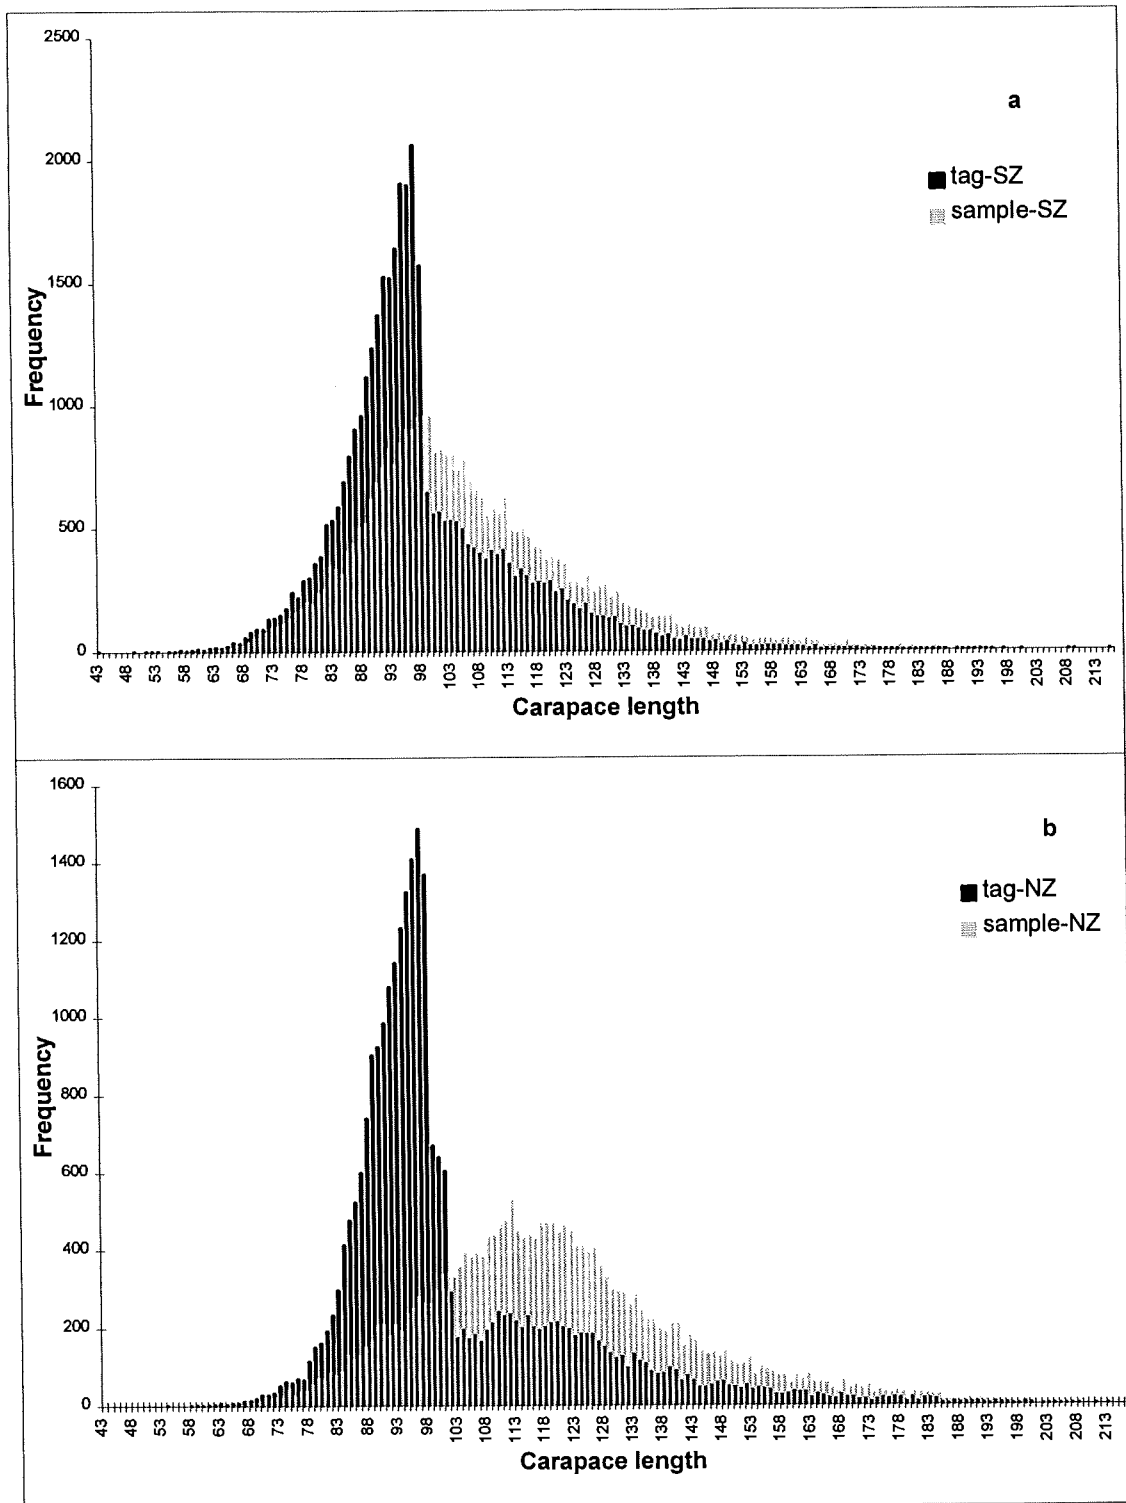 2500
a
tag-SZ
2000
sample-SZ
1500
Frequency
1000
500
0
43 48 53 58 63 68 73 78 83 88 93 98 103 108 113 118 123 128 133 138 143 148 153 158 163 168 173 178 183 188 193 198 203 208 213
Carapace length
1600
b
1400
tag-NZ
sample-NZ
1200
1000
Frequency
800
600
400
200
0
43 48 53 58 63 68 73 78 83 88 93 98 103 108 113 118 123 128 133 138 143 148 153 158 163 168 173 178 183 188 193 198 203 208 213
Carapace length